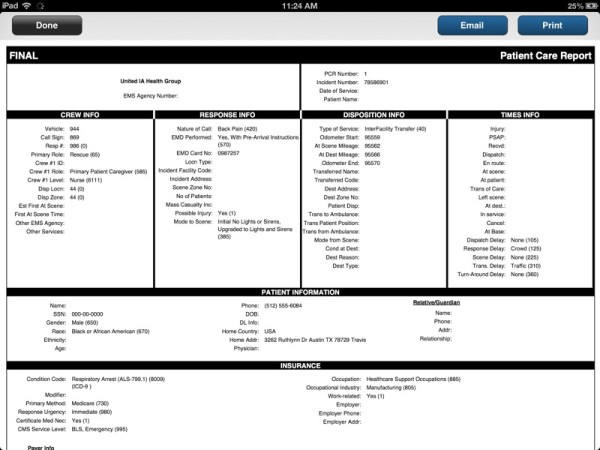 iPad 11:24 AM 25%
Done Email Print
FINAL Patient Care Report
United IA Health Group
EMS Agency Number:
PCR Number: 1
Incident Number: 78580901
Date of Service:
Patient Name:
CREW INFO
Vehicle: 944
Call Sign: 869
Resp #: 986 (0)
Primary Role: Rescue (65)
Crew #1 ID:
Crew #1 Role: Primary Patient Caregiver (585)
Crew #1 Level: Nurse (6111)
Disp Locn: 44 (0)
Disp Zone: 44 (0)
Est First At Scene:
First At Scene Time:
Other EMS Agency:
Other Services:
RESPONSE INFO
Nature of Call: Back Pain (420)
EMD Performed: Yes, With Pre-Arrival Instructions
(570)
EMD Card No: 0987257
Locn Type:
Incident Facility Code:
Incident Address:
Scene Zone No:
No of Patients:
Mass Casualty Inc:
Possible Injury: Yes (1)
Mode to Scene: Initial No Lights or Sirens,
Upgraded to Lights and Sirens
(385)
DISPOSITION INFO
Type of Service: InterFacility Transfer (40)
Odometer Start: 95559
At Scene Mileage: 95562
At Dest Mileage: 95566
Odometer End: 95570
Transferred Name:
Transferred Code:
Dest Address:
Dest Zone No:
Patient Disp:
Trans to Ambulance:
Trans Patient Position:
Trans from Ambulance:
Mode from Scene:
Cond at Dest:
Dest Reason:
Dest Type:
TIMES INFO
Injury:
PSAP:
Recvd:
Dispatch:
En route:
At scene:
At patient:
Trans of Care:
Left scene:
At dest.:
In service:
Cancel:
At Base:
Dispatch Delay: None (105)
Response Delay: Crowd (125)
Scene Delay: None (225)
Trans. Delay: Traffic (310)
Turn-Around Delay: None (360)
PATIENT INFORMATION
Name:
SSN: 000-00-0000
Gender: Male (650)
Race: Black or African American (670)
Ethnicity:
Age:
Phone: (512) 555-6084
DOB:
DL Info:
Home Country: USA
Home Addr: 3262 Ruthlynn Dr Austin TX 78729 Travis
Physician:
Relative/Guardian
Name:
Phone:
Addr:
Relationship:
INSURANCE
Condition Code: Respiratory Arrest (ALS-799.1) (8009)
(ICD-9 )
Modifier:
Primary Method: Medicare (730)
Response Urgency: Immediate (980)
Certificate Med Nec: Yes (1)
CMS Service Level: BLS, Emergency (995)
Occupation: Healthcare Support Occupations (865)
Occupational Industry: Manufacturing (805)
Work-related: Yes (1)
Employer:
Employer Phone:
Employer Addr:
Payer Info